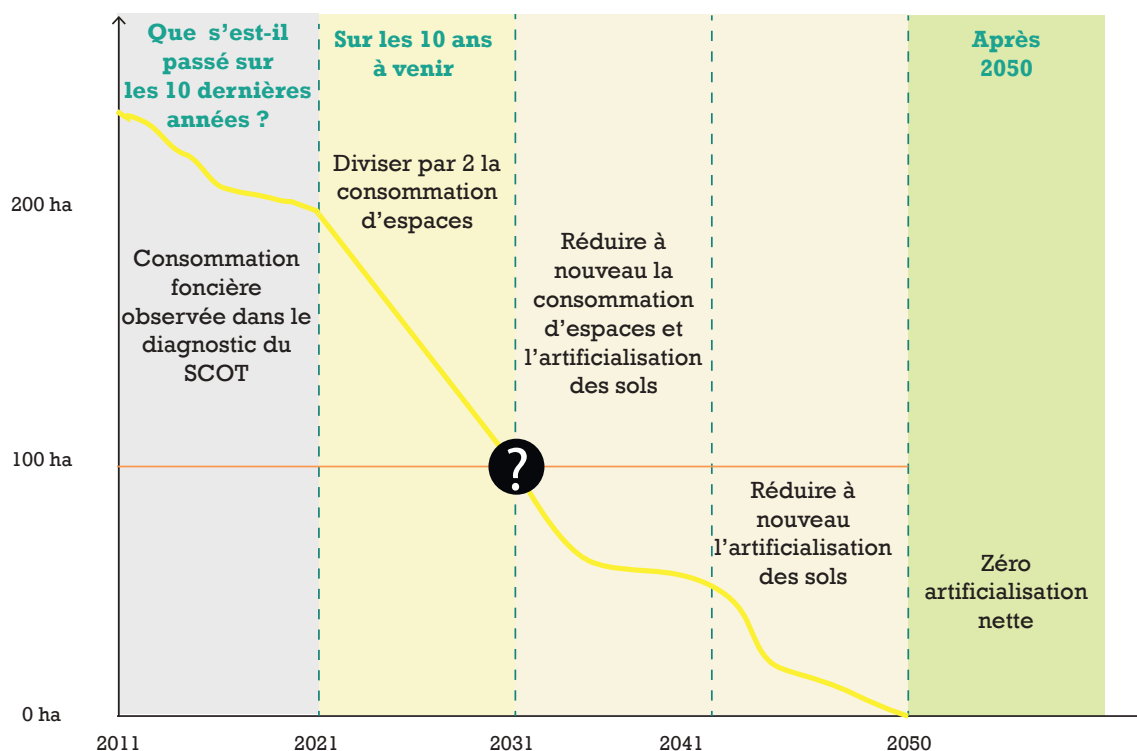 Que s'est-il
passé sur
les 10 dernières
années ?
Sur les 10 ans
à venir
Après
2050
Diviser par 2 la
consommation
d'espaces
200 ha
Consommation
foncière
observée dans le
diagnostic du
SCOT
Réduire à
nouveau la
consommation
d'espaces et
l'artificialisation
des sols
100 ha
?
Réduire à
nouveau
l'artificialisation
des sols
Zéro
artificialisation
nette
0 ha
2011
2021
2031
2041
2050